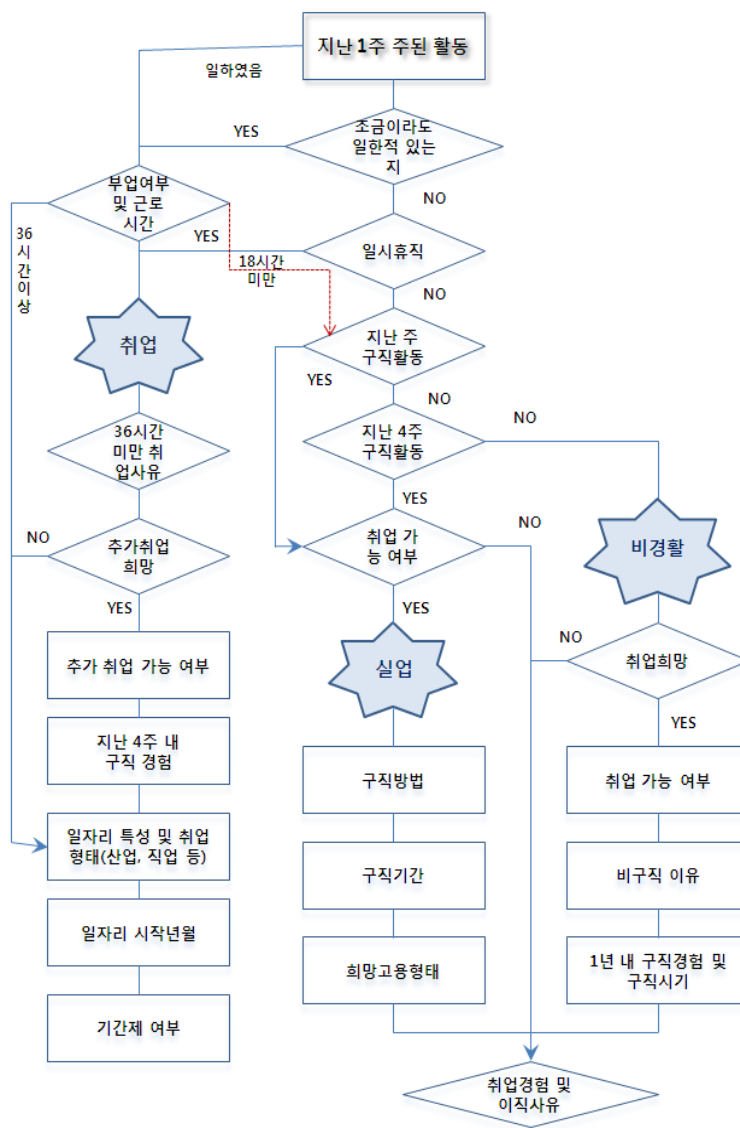 지난1주 주된 활동
일하였음
YES
조금이라도
일한적 있는
지
NO
부업여부
및 근로
시간
36
시
간
이
상
YES
18시간
미만
일시휴직
NO
취업
지난 주
구직활동
YES
NO
NO
36시간
미만 취
업사유
지난 4주
구직활동
YES
NO
추가취업
희망
취업 가
능 여부
NO
비경활
YES
YES
추가 취업 가능 여부
실업
NO
취업희망
YES
지난 4주 내
구직 경험
구직방법
취업 가능 여부
일자리 특성 및 취업
형태(산업, 직업 등)
구직기간
비구직 이유
일자리 시작년월
희망고용형태
1년 내 구직경험 및
구직시기
기간제 여부
취업경험 및
이직사유